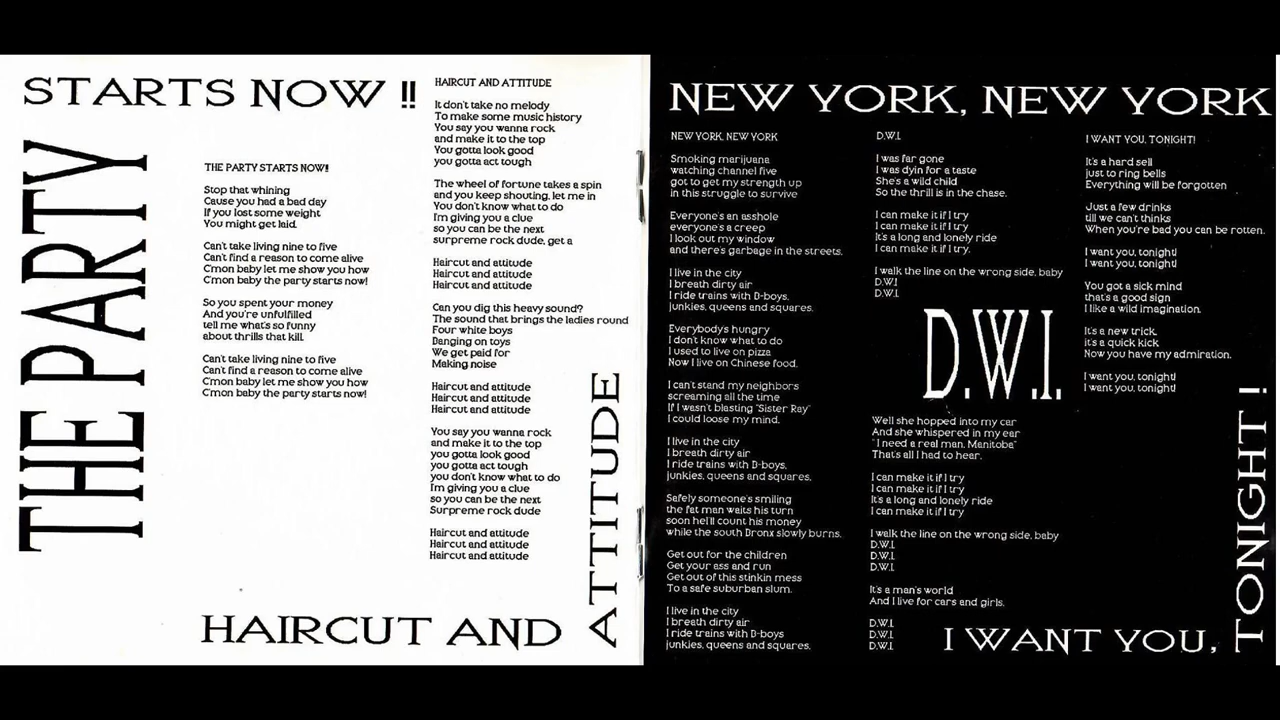 THE PARTY
STARTS NOW !!
THE PARTY STARTS NOW!!
Stop that whining
Cause you had a bad day
If you lost some weight
You might get laid.
Can't take living nine to five
Can't find a reason to come alive
C'mon baby let me show you how
C'mon baby the party starts now!
So you spent your money
And you're unfulfilled
tell me what's so funny
about thrills that kill.
Can't take living nine to five
Can't find a reason to come alive
C'mon baby let me show you how
C'mon baby the party starts now!
HAIRCUT AND ATTITUDE
It don't take no melody
To make some music history
You say you wanna rock
and make it to the top
You gotta look good
you gotta act tough
The wheel of fortune takes a spin
and you keep shouting, let me in
You don't know what to do
I'm giving you a clue
so you can be the next
surpreme rock dude, get a
Haircut and attitude
Haircut and attitude
Haircut and attitude
Can you dig this heavy sound?
The sound that brings the ladies round
Four white boys
Danging on toys
We get paid for
Making noise
Haircut and attitude
Haircut and attitude
Haircut and attitude
You say you wanna rock
and make it to the top
you gotta look good
you gotta act tough
you don't know what to do
I'm giving you a clue
so you can be the next
Surpreme rock dude
Haircut and attitude
Haircut and attitude
Haircut and attitude
HAIRCUT AND
ATTITUDE
NEW YORK, NEW YORK
NEW YORK, NEW YORK
Smoking marijuana
watching channel five
got to get my strength up
in this struggle to survive
Everyone's an asshole
everyone's a creep
I look out my window
and there's garbage in the streets.
I live in the city
I breath dirty air
I ride trains with D-boys,
junkies, queens and squares.
Everybody's hungry
I don't know what to do
I used to live on pizza
Now I live on Chinese food.
I can't stand my neighbors
screaming all the time
If I wasn't blasting "Sister Ray"
I could loose my mind.
I live in the city
I breath dirty air
I ride trains with D-boys,
junkies, queens and squares.
Safely someone's smiling
the fat man waits his turn
soon he'll count his money
while the south Bronx slowly burns.
Get out for the children
Get your ass and run
Get out of this stinkin mess
To a safe suburban slum.
I live in the city
I breath dirty air
I ride trains with D-boys
junkies, queens and squares.
D.W.I.
I was far gone
I was dyin for a taste
She's a wild child
So the thrill is in the chase.
I can make it if I try
I can make it if I try
It's a long and lonely ride
I can make it if I try.
I walk the line on the wrong side, baby
D.W.I
D.W.I.
D.W.I.
Well she hopped into my car
And she whispered in my ear
"I need a real man, Manitoba"
That's all I had to hear.
I can make it if I try
I can make it if I try
It's a long and lonely ride
I can make it if I try
I walk the line on the wrong side, baby
D.W.I.
D.W.I.
D.W.I.
It's a man's world
And I live for cars and girls.
D.W.I.
D.W.I.
D.W.I.
I WANT YOU, TONIGHT!
It's a hard sell
just to ring bells
Everything will be forgotten
Just a few drinks
till we can't thinks
When you're bad you can be rotten.
I want you, tonight!
I want you, tonight!
You got a sick mind
that's a good sign
I like a wild imagination.
It's a new trick,
it's a quick kick
Now you have my admiration.
I want you, tonight!
I want you, tonight!
I WANT YOU,
TONIGHT !